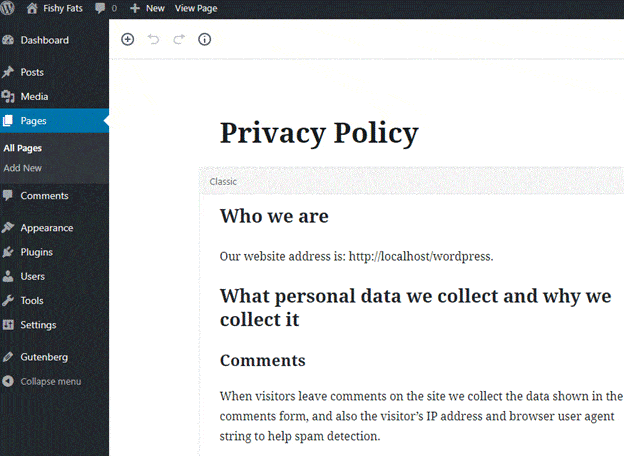 Fishy Fats 0 New View Page
Dashboard
Posts
Media
Pages
All Pages
Add New
Comments
Appearance
Plugins
Users
Tools
Settings
Gutenberg
Collapse menu
Privacy Policy
Classic
Who we are
Our website address is: http://localhost/wordpress.
What personal data we collect and why we
collect it
Comments
When visitors leave comments on the site we collect the data shown in the
comments form, and also the visitor’s IP address and browser user agent
string to help spam detection.